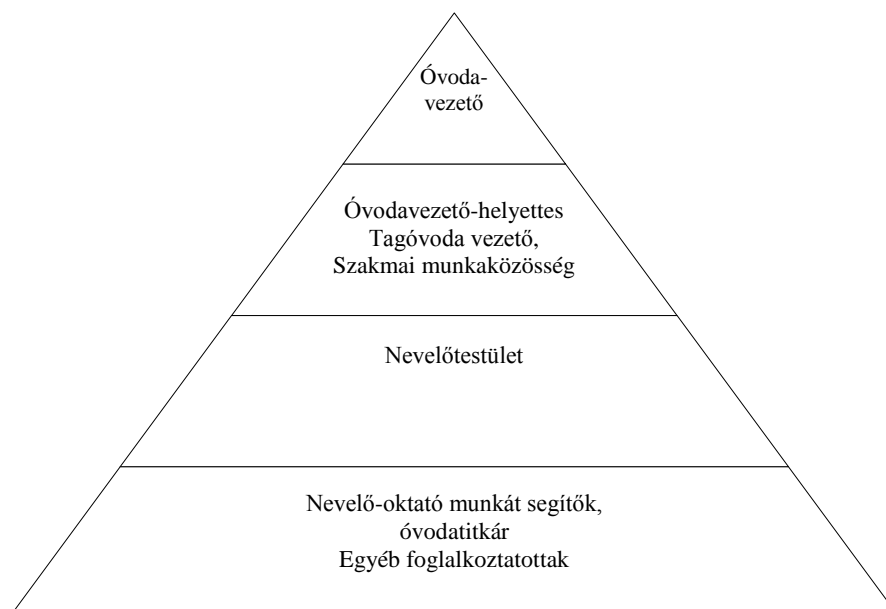 Óvoda-
vezető
Óvodavezető-helyettes
Tagóvoda vezető,
Szakmai munkaközösség
Nevelőtestület
Nevelő-oktató munkát segítők,
óvodatitkár
Egyéb foglalkoztatottak